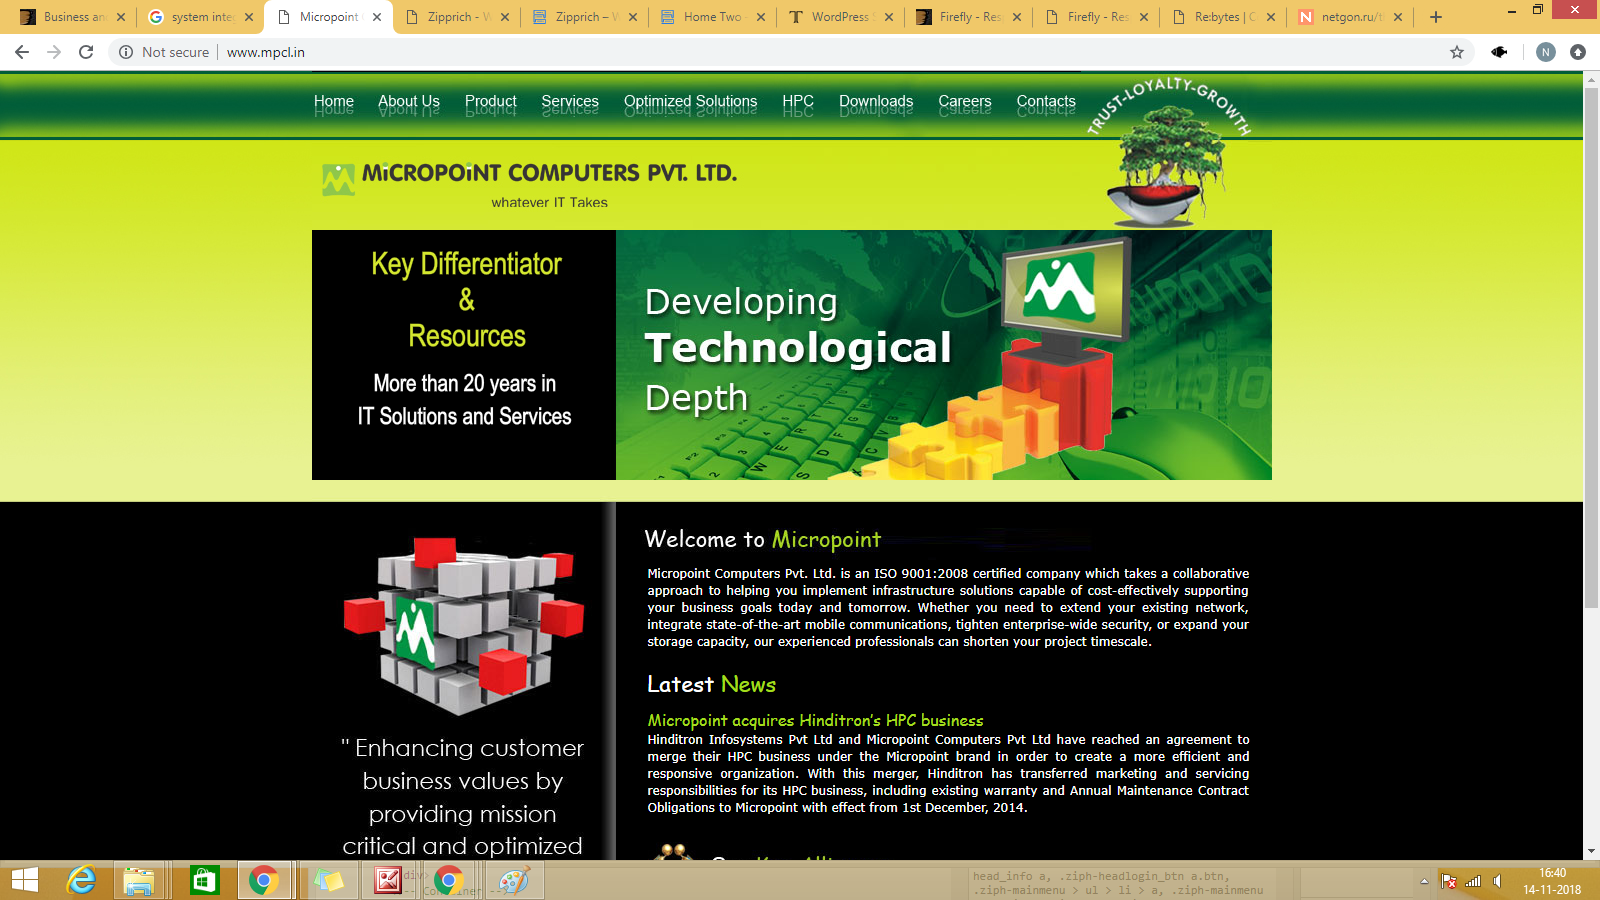 Business an
system inte
Micropoint
Zipprich - W
Zipprich – W
Home Two -
WordPress
Firefly - Res
Firefly - Res
Re:bytes | C
netgon.ru/t
Not secure
www.mpcl.in
N
Home
About Us
Product
Services
Optimized Solutions
HPC
Downloads
Careers
Contacts
TRUST-LOYALTY-GROWTH
MiCROPOiNT COMPUTERS PVT. LTD.
whatever IT Takes
Key Differentiator
&
Resources
More than 20 years in
IT Solutions and Services
Developing
Technological
Depth
Welcome to Micropoint
Micropoint Computers Pvt. Ltd. is an ISO 9001:2008 certified company which takes a collaborative
approach to helping you implement infrastructure solutions capable of cost-effectively supporting
your business goals today and tomorrow. Whether you need to extend your existing network,
integrate state-of-the-art mobile communications, tighten enterprise-wide security, or expand your
storage capacity, our experienced professionals can shorten your project timescale.
Latest News
Micropoint acquires Hinditron's HPC business
Hinditron Infosystems Pvt Ltd and Micropoint Computers Pvt Ltd have reached an agreement to
merge their HPC business under the Micropoint brand in order to create a more efficient and
responsive organization. With this merger, Hinditron has transferred marketing and servicing
responsibilities for its HPC business, including existing warranty and Annual Maintenance Contract
Obligations to Micropoint with effect from 1st December, 2014.
" Enhancing customer
business values by
providing mission
critical and optimized
head_info a, .ziph-headlogin_btn a.btn,
.ziph-mainmenu > ul > li > a, .ziph-mainmenu
16:40
14-11-2018